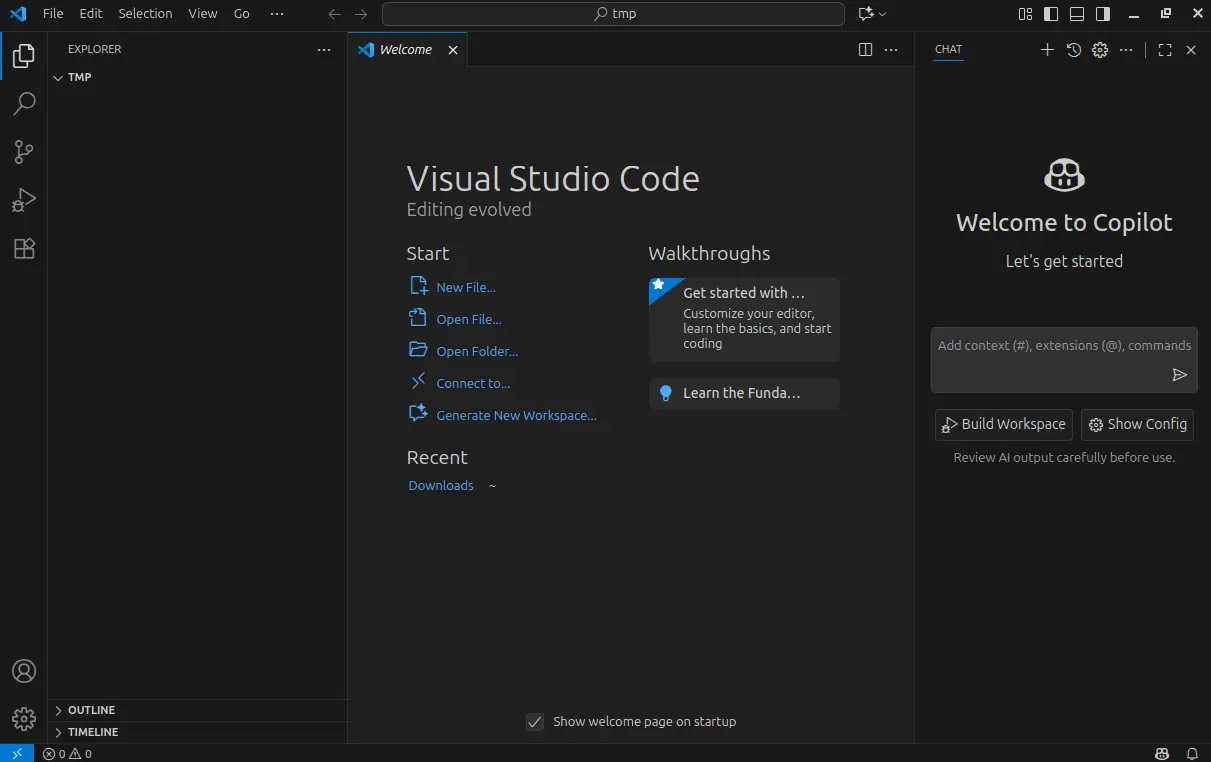 File Edit Selection View Go
tmp
EXPLORER
TMP
OUTLINE
TIMELINE
Welcome
Visual Studio Code
Editing evolved
Start
New File...
Open File...
Open Folder...
Connect to...
Generate New Workspace...
Recent
Downloads ~
Walkthroughs
Get started with ...
Customize your editor,
learn the basics, and start
coding
Learn the Funda...
Show welcome page on startup
CHAT
Welcome to Copilot
Let's get started
Add context (#), extensions (@), commands
Build Workspace
Show Config
Review AI output carefully before use.
0 0